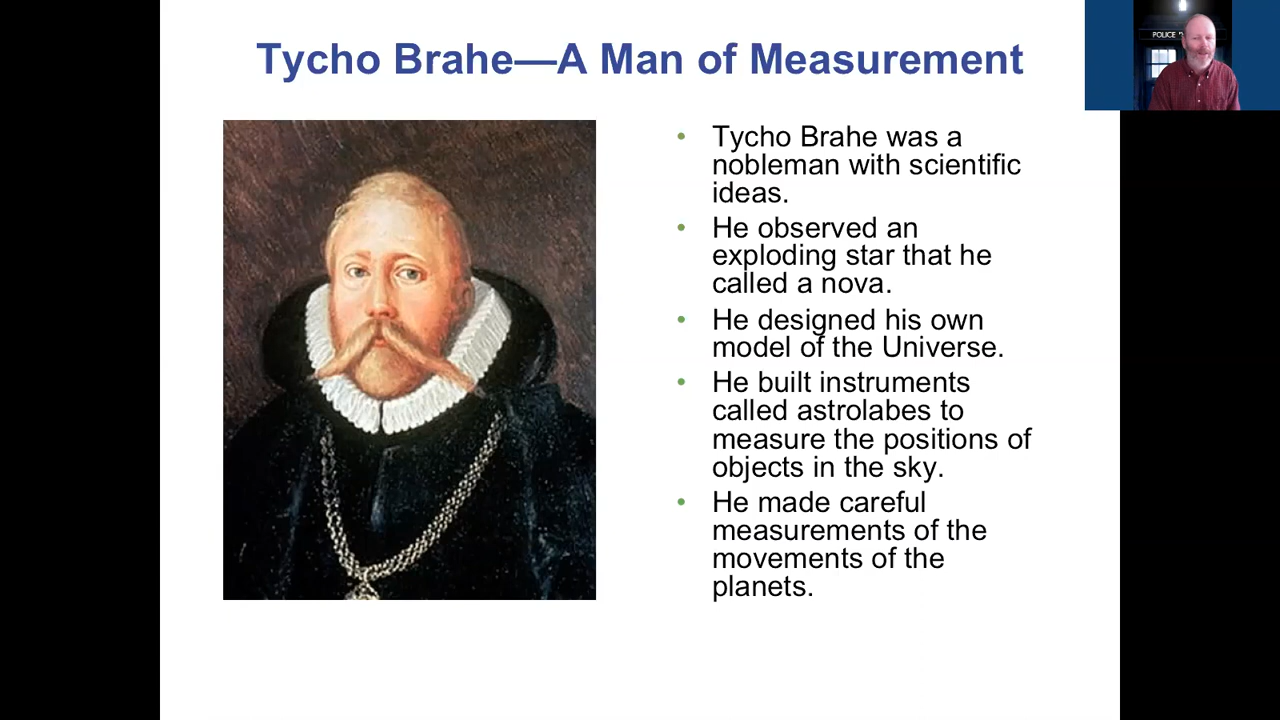 Tycho Brahe—A Man of Measurement
POLICE
• Tycho Brahe was a
nobleman with scientific
ideas.
• He observed an
exploding star that he
called a nova.
• He designed his own
model of the Universe.
• He built instruments
called astrolabes to
measure the positions of
objects in the sky.
• He made careful
measurements of the
movements of the
planets.